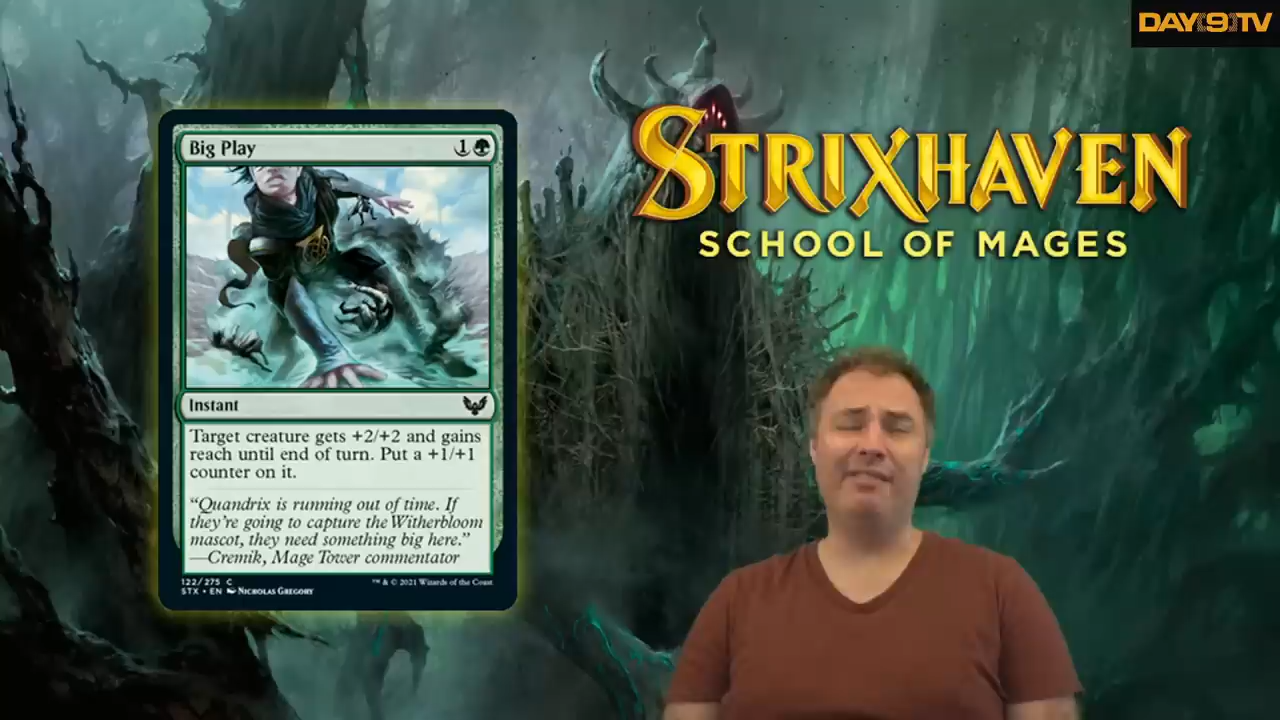 DAY[9]TV
Big Play 1
STRIXHAVEN
SCHOOL OF MAGES
Instant
Target creature gets +2/+2 and gains
reach until end of turn. Put a +1/+1
counter on it.
“Quandrix is running out of time. If
they’re going to capture the Witherbloom
mascot, they need something big here.”
—Cremik, Mage Tower commentator
122/275 C
STX • EN NICHOLAS GREGORY
™ & © 2021 Wizards of the Coast